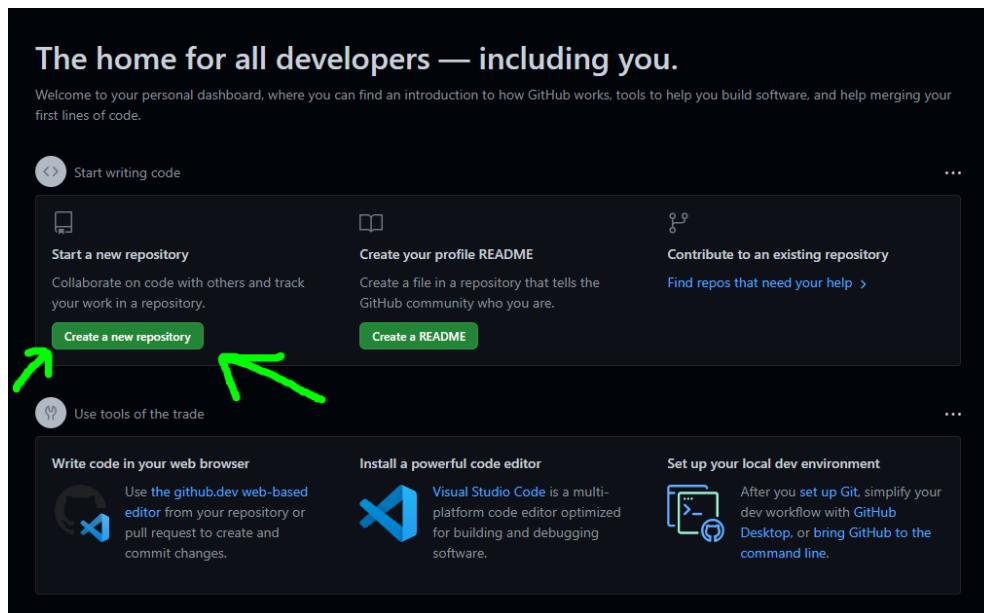 The home for all developers — including you.
Welcome to your personal dashboard, where you can find an introduction to how GitHub works, tools to help you build software, and help merging your
first lines of code.
Start writing code
Start a new repository
Collaborate on code with others and track
your work in a repository.
Create a new repository
Create your profile README
Create a file in a repository that tells the
GitHub community who you are.
Create a README
Contribute to an existing repository
Find repos that need your help
Use tools of the trade
Write code in your web browser
Use the github.dev web-based
editor from your repository or
pull request to create and
commit changes.
Install a powerful code editor
Visual Studio Code is a multi-
platform code editor optimized
for building and debugging
software.
Set up your local dev environment
After you set up Git, simplify your
dev workflow with GitHub
Desktop, or bring GitHub to the
command line.